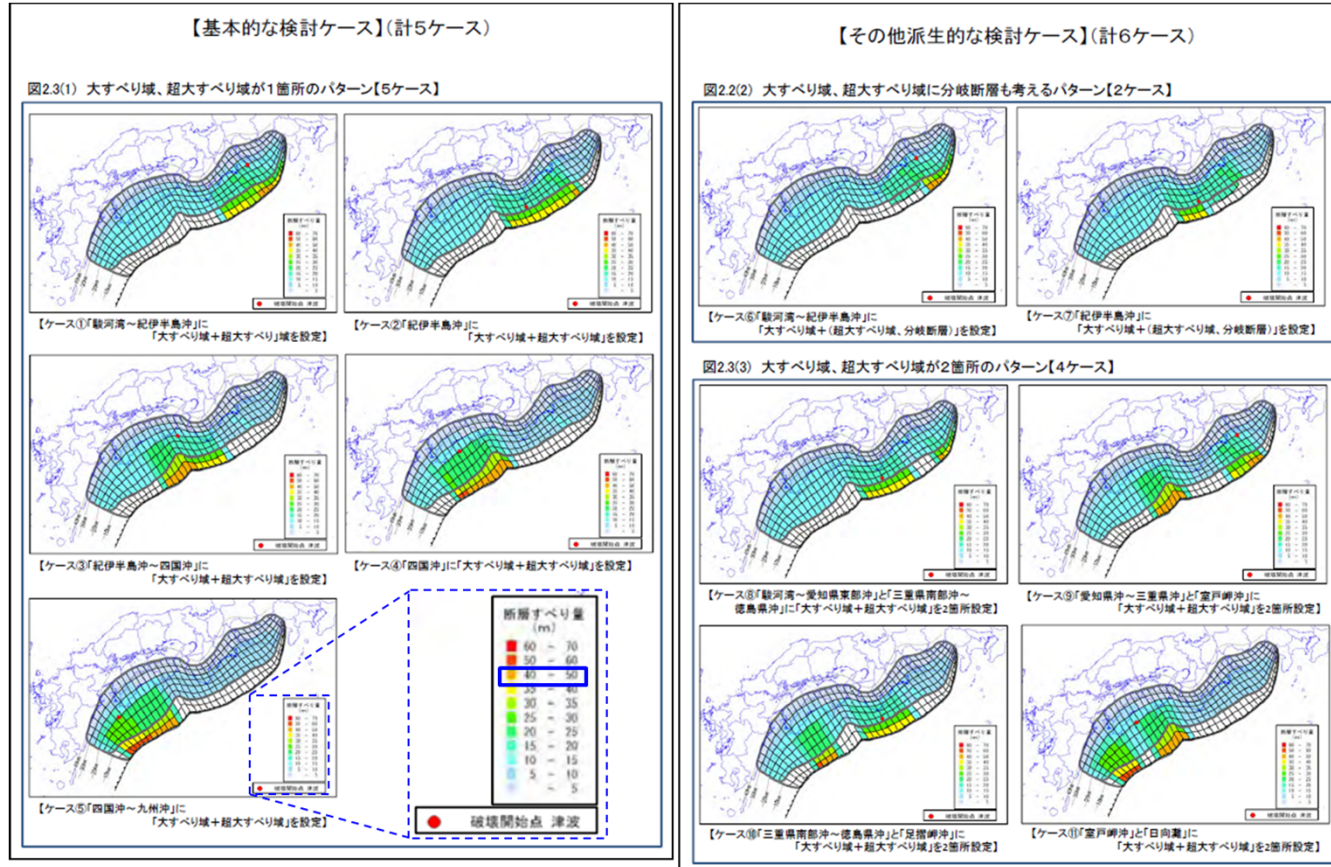 【基本的な検討ケース】(計5ケース)
図2.3(1) 大すべり域、超大すべり域が1箇所のパターン【5ケース】
断層すべり量
(m)
60 ～ 70
50 ～ 60
40 ～ 50
35 ～ 40
30 ～ 35
25 ～ 30
20 ～ 25
15 ～ 20
10 ～ 15
5 ～ 10
～ 5
破壊開始点 津波
【ケース①「駿河湾～紀伊半島沖」に
「大すべり域+超大すべり」域を設定】
【ケース②「紀伊半島沖」に
「大すべり域+超大すべり域」を設定】
【ケース③「紀伊半島沖～四国沖」に
「大すべり域+超大すべり域」を設定】
【ケース④「四国沖」に「大すべり域+超大すべり域」を設定】
【ケース⑤「四国沖～九州沖」に
「大すべり域+超大すべり域」を設定】
【その他派生的な検討ケース】(計6ケース)
図2.2(2) 大すべり域、超大すべり域に分岐断層も考えるパターン【2ケース】
【ケース⑥「駿河湾～紀伊半島沖」に
「大すべり域+(超大すべり域、分岐断層)」を設定】
【ケース⑦「紀伊半島沖」に
「大すべり域+(超大すべり域、分岐断層)」を設定】
図2.3(3) 大すべり域、超大すべり域が2箇所のパターン【4ケース】
【ケース⑧「駿河湾～愛知県東部沖」と「三重県南部沖～
徳島県沖」に「大すべり域+超大すべり域」を2箇所設定】
【ケース⑨「愛知県沖～三重県沖」と「室戸岬沖」に
「大すべり域+超大すべり域」を2箇所設定】
【ケース⑩「三重県南部沖～徳島県沖」と「足摺岬沖」に
「大すべり域+超大すべり域」を2箇所設定】
【ケース⑪「室戸岬沖」と「日向灘」に
「大すべり域+超大すべり域」を2箇所設定】